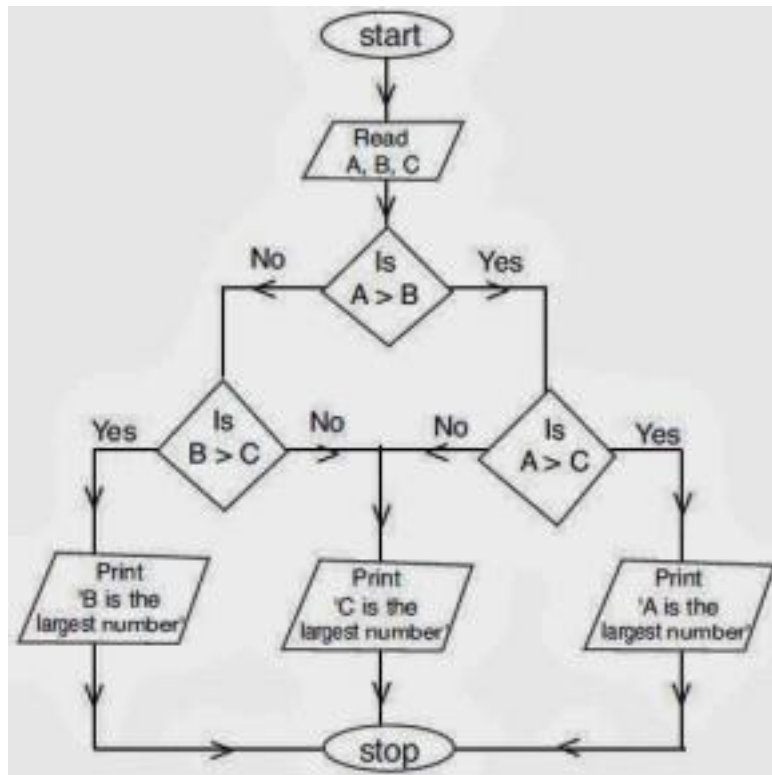 start
Read
A, B, C
Is
A > B
No
Yes
Is
B > C
Yes
No
Is
A > C
No
Yes
Print
'B is the
largest number'
Print
'C is the
largest number'
Print
'A is the
largest number'
stop